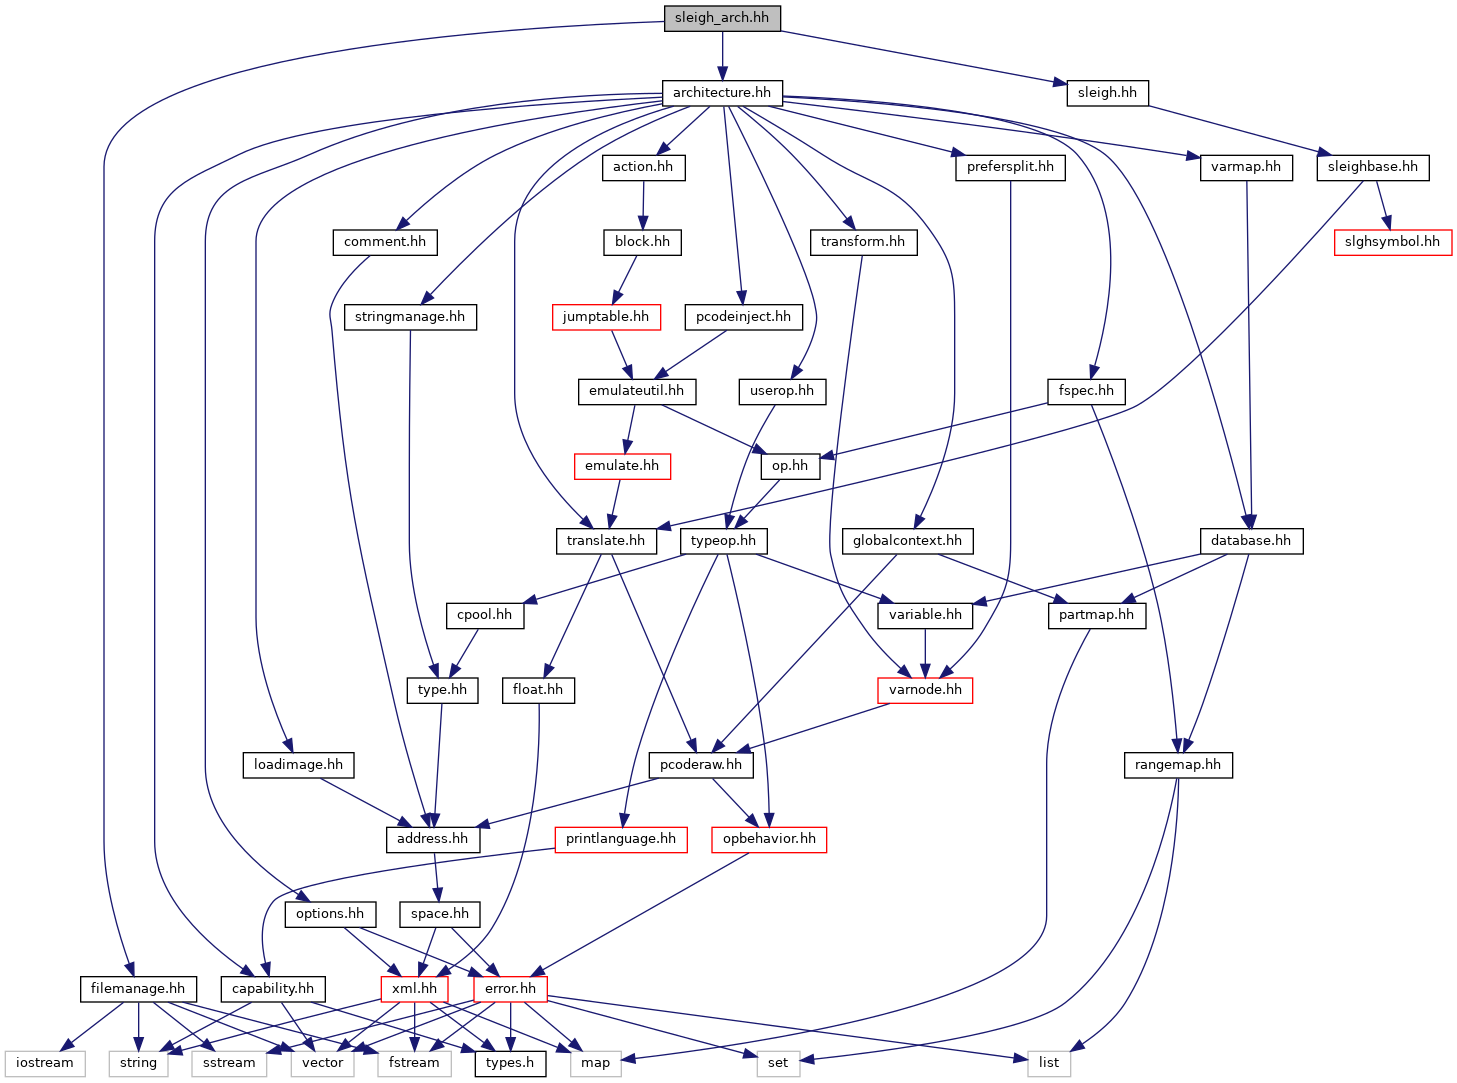 sleigh_arch.hh
architecture.hh
sleigh.hh
action.hh
prefersplit.hh
varmap.hh
sleighbase.hh
comment.hh
block.hh
transform.hh
slghsymbol.hh
stringmanage.hh
jumptable.hh
pcodeinject.hh
emulateutil.hh
userop.hh
fspec.hh
emulate.hh
op.hh
translate.hh
typeop.hh
globalcontext.hh
database.hh
cpool.hh
variable.hh
partmap.hh
type.hh
float.hh
varnode.hh
loadimage.hh
pcoderaw.hh
rangemap.hh
address.hh
printlanguage.hh
opbehavior.hh
options.hh
space.hh
filemanage.hh
capability.hh
xml.hh
error.hh
iostream
string
sstream
vector
fstream
types.h
map
set
list